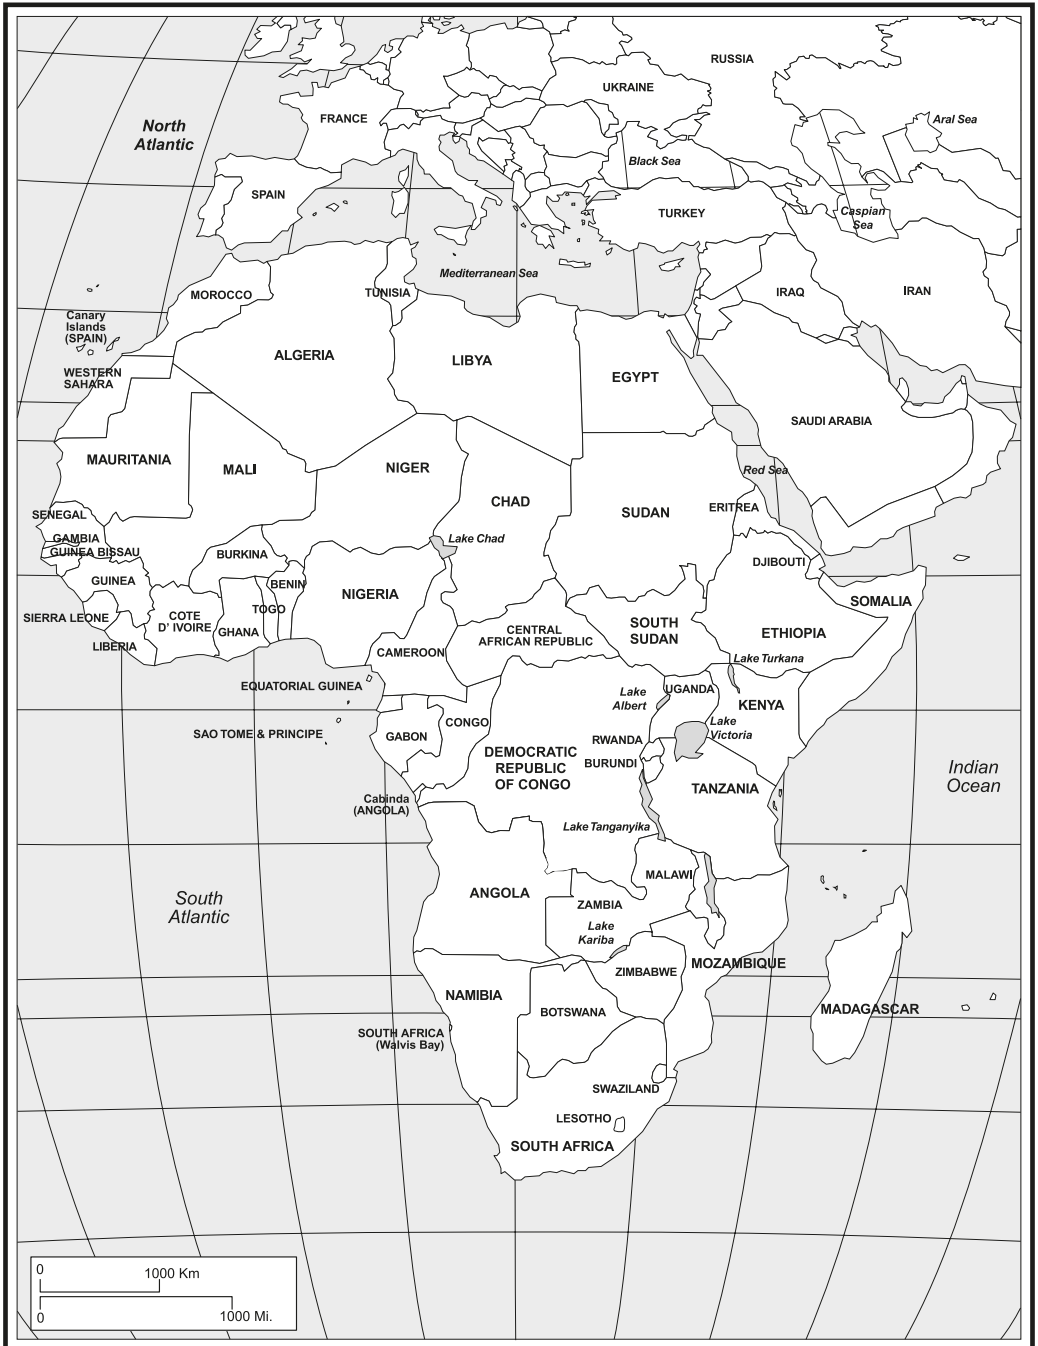 RUSSIA
UKRAINE
FRANCE
Aral Sea
North
Atlantic
Black Sea
SPAIN
TURKEY
Caspian
Sea
Mediterranean Sea
MOROCCO
TUNISIA
IRAQ
IRAN
Canary
Islands
(SPAIN)
ALGERIA
LIBYA
EGYPT
WESTERN
SAHARA
SAUDI ARABIA
MAURITANIA
MALI
NIGER
Red Sea
CHAD
SUDAN
ERITREA
SENEGAL
GAMBIA
GUINEA BISSAU
Lake Chad
BURKINA
DJIBOUTI
GUINEA
BENIN
NIGERIA
SOMALIA
SIERRA LEONE
COTE
D' IVOIRE
TOGO
GHANA
LIBERIA
CENTRAL
AFRICAN REPUBLIC
SOUTH
SUDAN
ETHIOPIA
CAMEROON
Lake Turkana
EQUATORIAL GUINEA
Lake
Albert
UGANDA
KENYA
SAO TOME & PRINCIPE
GABON
CONGO
Lake
Victoria
RWANDA
BURUNDI
DEMOCRATIC
REPUBLIC
OF CONGO
TANZANIA
Indian
Ocean
Cabinda
(ANGOLA)
Lake Tanganyika
South
Atlantic
ANGOLA
MALAWI
ZAMBIA
Lake
Kariba
MOZAMBIQUE
ZIMBABWE
NAMIBIA
BOTSWANA
MADAGASCAR
SOUTH AFRICA
(Walvis Bay)
SWAZILAND
LESOTHO
SOUTH AFRICA
0
1000 Km
0
1000 Mi.